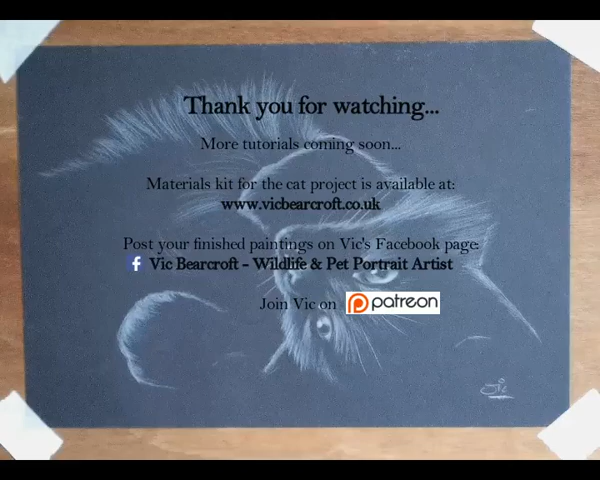 Thank you for watching...
More tutorials coming soon...
Materials kit for the cat project is available at:
www.vicbearcroft.co.uk
Post your finished paintings on Vic's Facebook page:
f Vic Bearcroft - Wildlife & Pet Portrait Artist
Join Vic on patreon
Vic